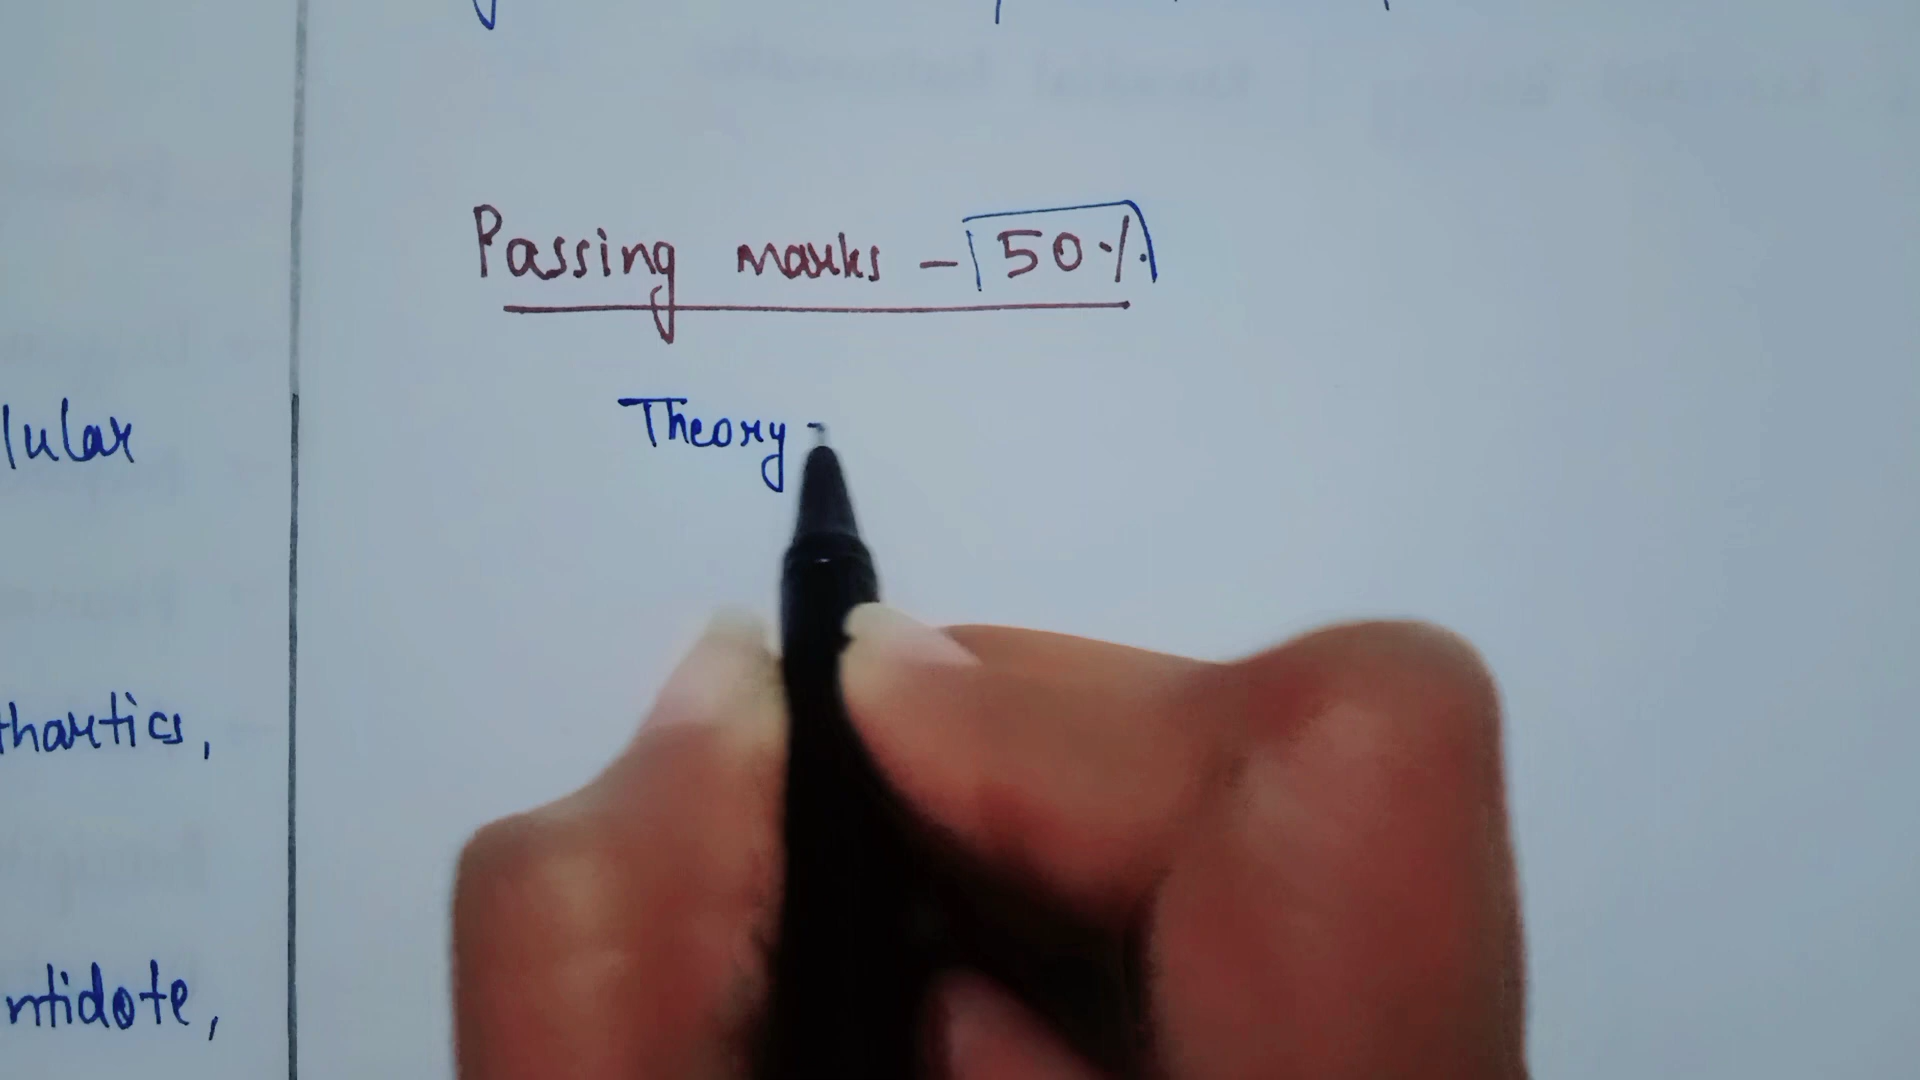 Passing marks - 50%
Theory -
lular
thartics,
ntidote,